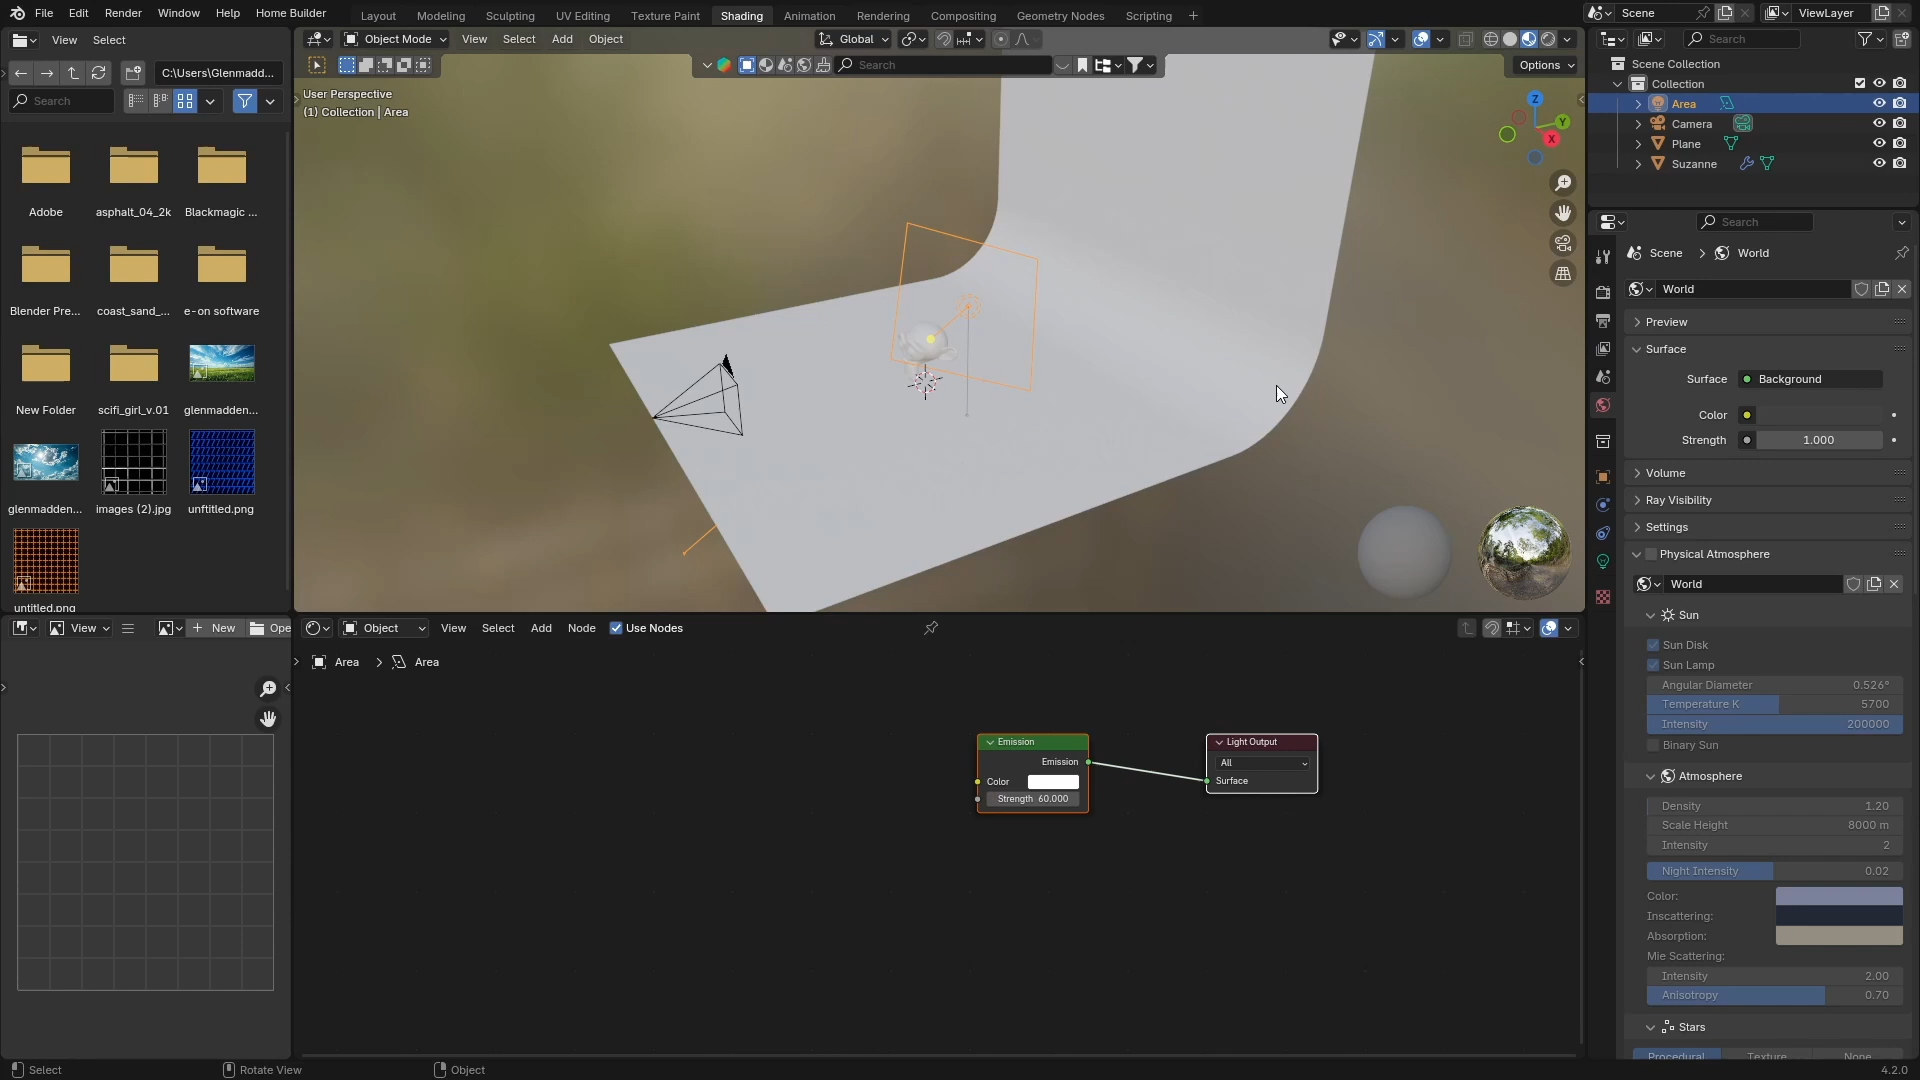 File Edit Render Window Help Home Builder
Layout Modeling Sculpting UV Editing Texture Paint Shading Animation Rendering Compositing Geometry Nodes Scripting +
Scene
ViewLayer
View Select
C:\Users\Glenmadd...
Search
Adobe
asphalt_04_2k
Blackmagic ...
Blender Pre...
coast_sand_...
e-on software
New Folder
scifi_girl_v.01
glenmadden...
glenmadden...
images (2).jpg
unftitled.png
untitled.png
Object Mode View Select Add Object
Global
Search
Options
User Perspective
(1) Collection | Area
Z
Y
X
Search
Scene Collection
Collection
Area
Camera
Plane
Suzanne
Search
Scene > World
World
Preview
Surface
Surface Background
Color
Strength 1.000
Volume
Ray Visibility
Settings
Physical Atmosphere
World
Sun
Sun Disk
Sun Lamp
Angular Diameter 0.526°
Temperature K 5700
Intensity 200000
Binary Sun
Atmosphere
Density 1.20
Scale Height 8000 m
Intensity 2
Night Intensity 0.02
Color:
Inscattering:
Absorption:
Mie Scattering:
Intensity 2.00
Anisotropy 0.70
Stars
Procedural Texture None
View
+ New
Ope
Object View Select Add Node Use Nodes
Area > Area
Emission
Emission
Color
Strength 60.000
Light Output
All
Surface
Select
Rotate View
Object
4.2.0